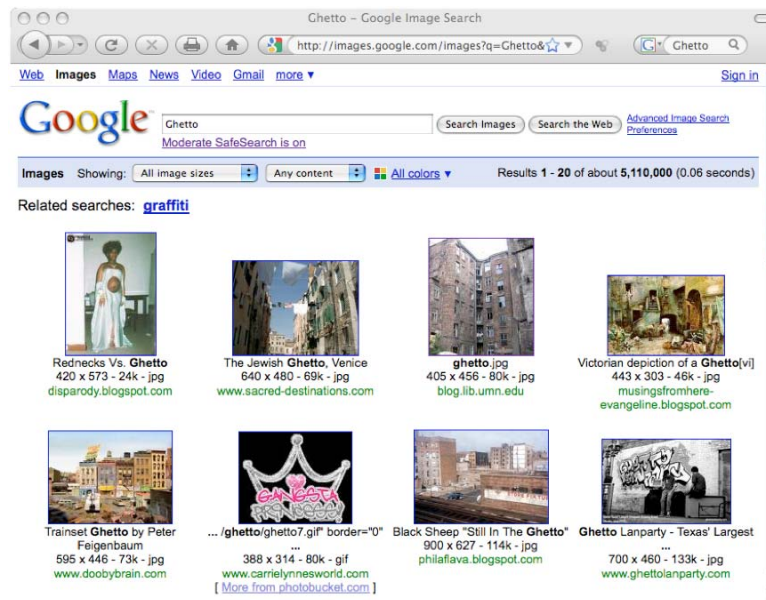 Ghetto - Google Image Search
http://images.google.com/images?q=Ghetto&
G Ghetto
Web Images Maps News Video Gmail more ▼ Sign in
Google Ghetto Search Images Search the Web Advanced Image Search
Preferences
Moderate SafeSearch is on
Images Showing: All image sizes Any content All colors ▼ Results 1 - 20 of about 5,110,000 (0.06 seconds)
Related searches: graffiti
Rednecks Vs. Ghetto
420 x 573 - 24k - jpg
disparody.blogspot.com
The Jewish Ghetto, Venice
640 x 480 - 69k - jpg
www.sacred-destinations.com
ghetto.jpg
405 x 456 - 80k - jpg
blog.lib.umn.edu
Victorian depiction of a Ghetto[vi]
443 x 303 - 46k - jpg
musingsfromhere-
evangeline.blogspot.com
GANGSTA
PRINCESS
Trainset Ghetto by Peter
Feigenbaum
595 x 446 - 73k - jpg
www.doobybrain.com
... /ghetto/ghetto7.gif" border="0"
...
388 x 314 - 80k - gif
www.carrielynnesworld.com
[ More from photobucket.com ]
Black Sheep "Still In The Ghetto"
900 x 627 - 114k - jpg
philaflava.blogspot.com
Ghetto Lanparty - Texas' Largest
...
700 x 460 - 133k - jpg
www.ghettolanparty.com